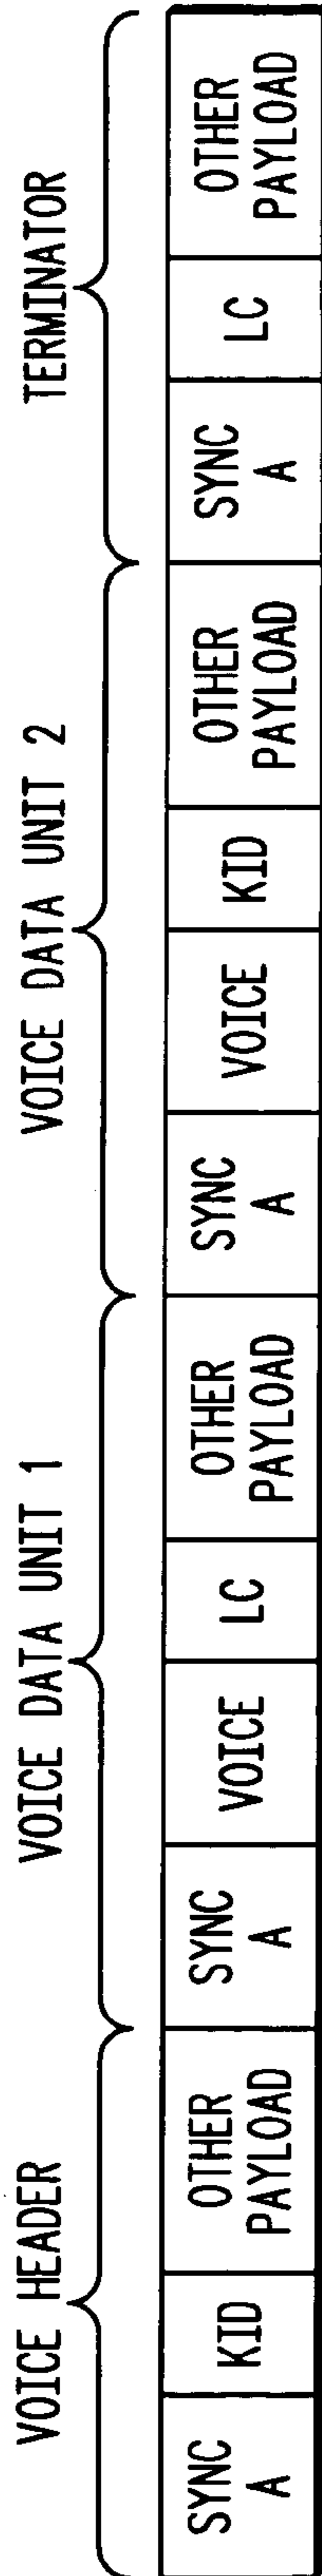 VOICE HEADER
VOICE DATA UNIT 1
VOICE DATA UNIT 2
TERMINATOR
SYNC
A
KID
OTHER
PAYLOAD
SYNC
A
VOICE
LC
OTHER
PAYLOAD
SYNC
A
VOICE
KID
OTHER
PAYLOAD
SYNC
A
LC
OTHER
PAYLOAD